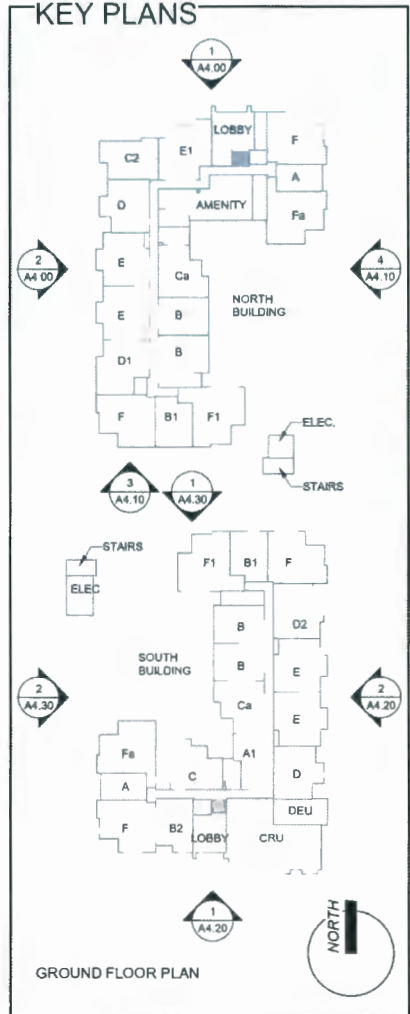 KEY PLANS
1
A4.00
LOBBY
F
E1
C2
A
D
AMENITY
Fa
2
A4.00
E
Ca
4
A4.10
NORTH
BUILDING
E
B
D1
B
F
B1
F1
ELEC.
STAIRS
3
A4.10
1
A4.30
STAIRS
ELEC
F1
B1
F
B
D2
SOUTH
BUILDING
B
E
2
A4.30
Ca
E
2
A4.20
Fa
A1
C
D
A
DEU
F
B2
LOBBY
CRU
1
A4.20
NORTH
GROUND FLOOR PLAN